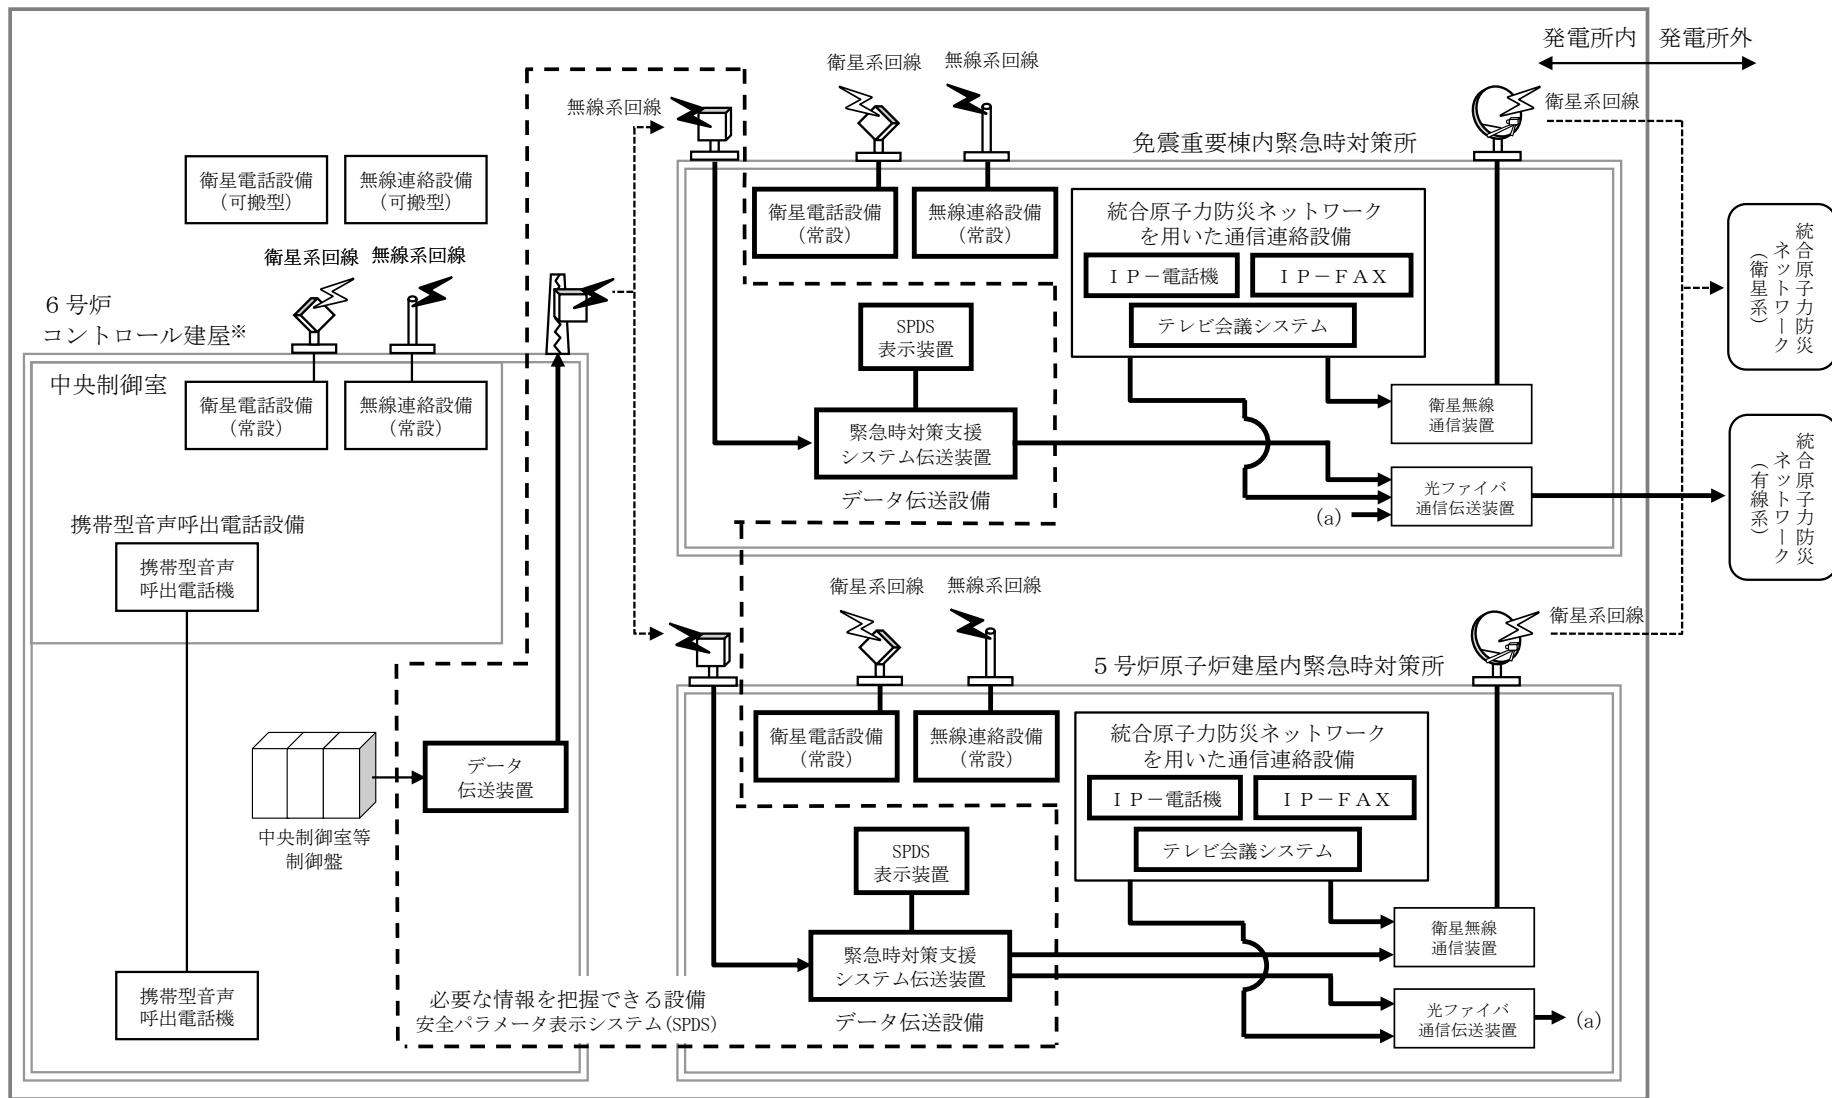 発電所内
発電所外
衛星系回線
無線系回線
無線系回線
衛星系回線
免震重要棟内緊急時対策所
衛星電話設備
（可搬型）
無線連絡設備
（可搬型）
衛星系回線
無線系回線
６号炉
コントロール建屋※
中央制御室
衛星電話設備
（常設）
無線連絡設備
（常設）
携帯型音声呼出電話設備
携帯型音声
呼出電話機
中央制御室等
制御盤
データ
伝送装置
携帯型音声
呼出電話機
必要な情報を把握できる設備
安全パラメータ表示システム(SPDS)
衛星電話設備
（常設）
無線連絡設備
（常設）
統合原子力防災ネットワーク
を用いた通信連絡設備
ＩＰ－電話機
ＩＰ－ＦＡＸ
テレビ会議システム
SPDS
表示装置
緊急時対策支援
システム伝送装置
データ伝送設備
衛星無線
通信装置
光ファイバ
通信伝送装置
(a)
統合原子力防災
ネットワーク
（衛星系）
統合原子力防災
ネットワーク
（有線系）
衛星系回線
無線系回線
衛星系回線
５号炉原子炉建屋内緊急時対策所
衛星電話設備
（常設）
無線連絡設備
（常設）
統合原子力防災ネットワーク
を用いた通信連絡設備
ＩＰ－電話機
ＩＰ－ＦＡＸ
テレビ会議システム
SPDS
表示装置
緊急時対策支援
システム伝送装置
データ伝送設備
衛星無線
通信装置
光ファイバ
通信伝送装置
(a)